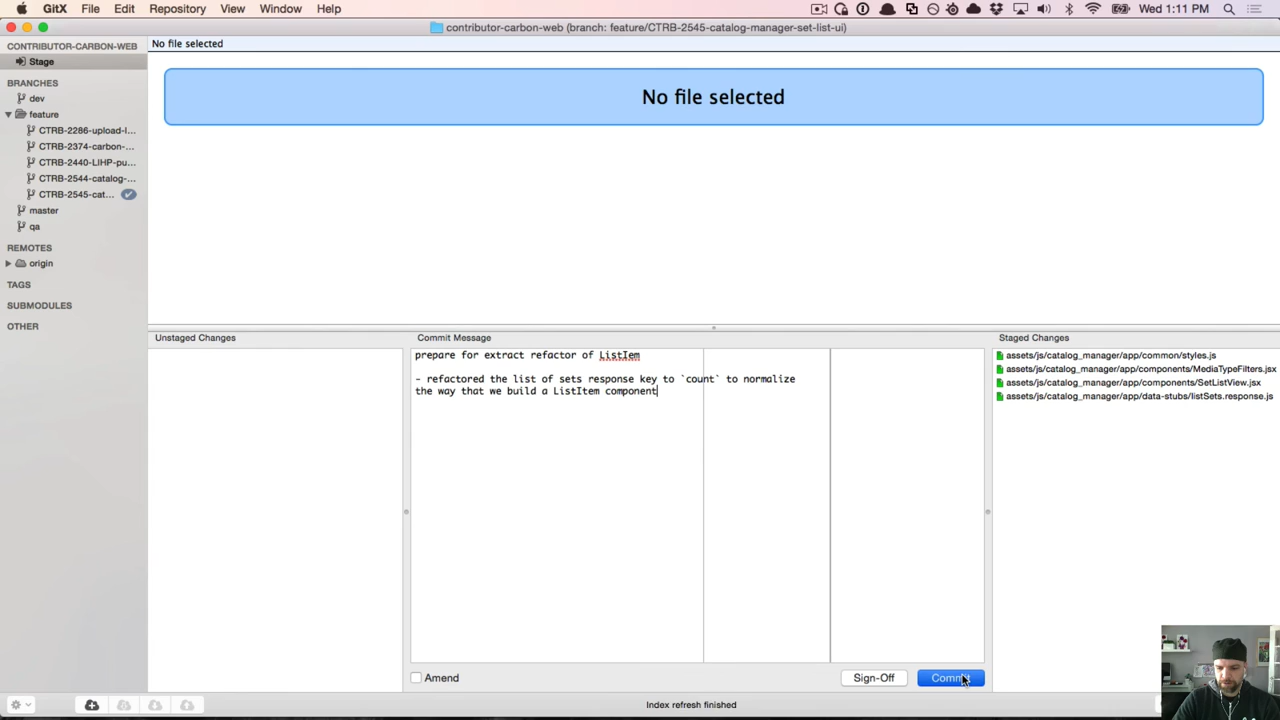 GitX File Edit Repository View Window Help Wed 1:11 PM
contributor-carbon-web (branch: feature/CTRB-2545-catalog-manager-set-list-ui)
CONTRIBUTOR-CARBON-WEB
Stage
BRANCHES
dev
feature
CTRB-2286-upload-l...
CTRB-2374-carbon-...
CTRB-2440-LIHP-pu...
CTRB-2544-catalog-...
CTRB-2545-cat...
master
qa
REMOTES
origin
TAGS
SUBMODULES
OTHER
No file selected
No file selected
Unstaged Changes
Commit Message
prepare for extract refactor of ListIem
- refactored the list of sets response key to `count` to normalize
the way that we build a ListItem component
Staged Changes
assets/js/catalog_manager/app/common/styles.js
assets/js/catalog_manager/app/components/MediaTypeFilters.jsx
assets/js/catalog_manager/app/components/SetListView.jsx
assets/js/catalog_manager/app/data-stubs/listSets.response.js
Amend
Sign-Off
Commit
Index refresh finished